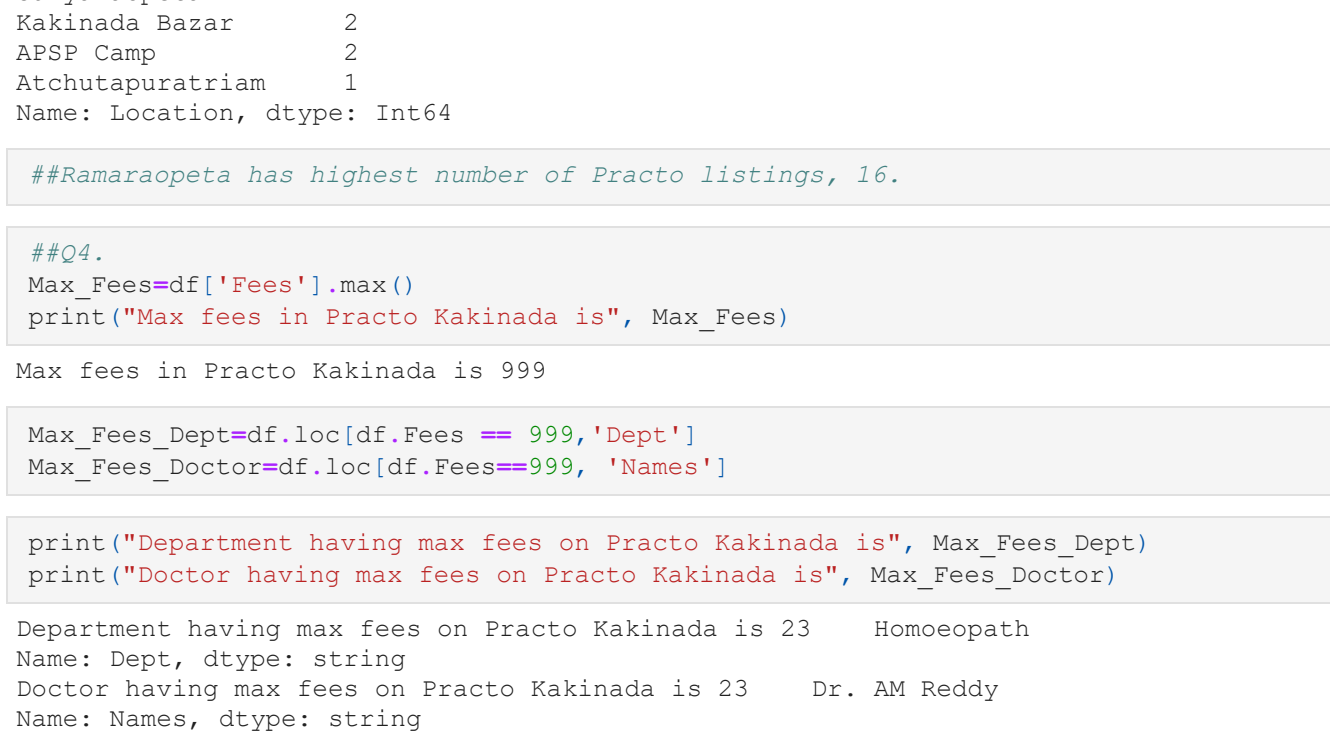 Kakinada Bazar 2
APSP Camp 2
Atchutapuratriam 1
Name: Location, dtype: Int64
##Ramaraopeta has highest number of Practo listings, 16.
##Q4.
Max_Fees=df['Fees'].max()
print("Max fees in Practo Kakinada is", Max_Fees)
Max fees in Practo Kakinada is 999
Max_Fees_Dept=df.loc[df.Fees == 999,'Dept']
Max_Fees_Doctor=df.loc[df.Fees==999, 'Names']
print("Department having max fees on Practo Kakinada is", Max_Fees_Dept)
print("Doctor having max fees on Practo Kakinada is", Max_Fees_Doctor)
Department having max fees on Practo Kakinada is 23    Homoeopath
Name: Dept, dtype: string
Doctor having max fees on Practo Kakinada is 23    Dr. AM Reddy
Name: Names, dtype: string